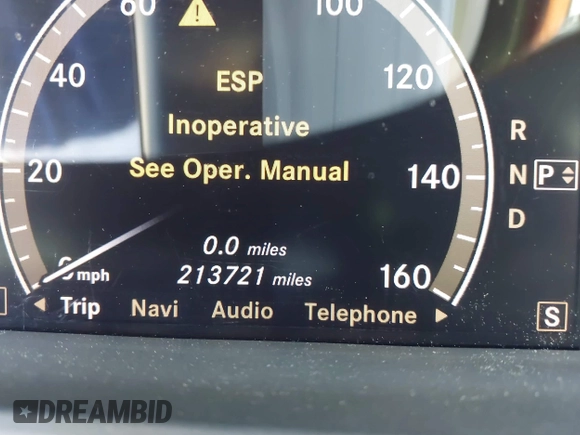 60 100
40 120
ESP
Inoperative
See Oper. Manual
20 140
R
N P
D
0.0 miles
213721 miles
0 mph 160
Trip Navi Audio Telephone
S
DREAMBID